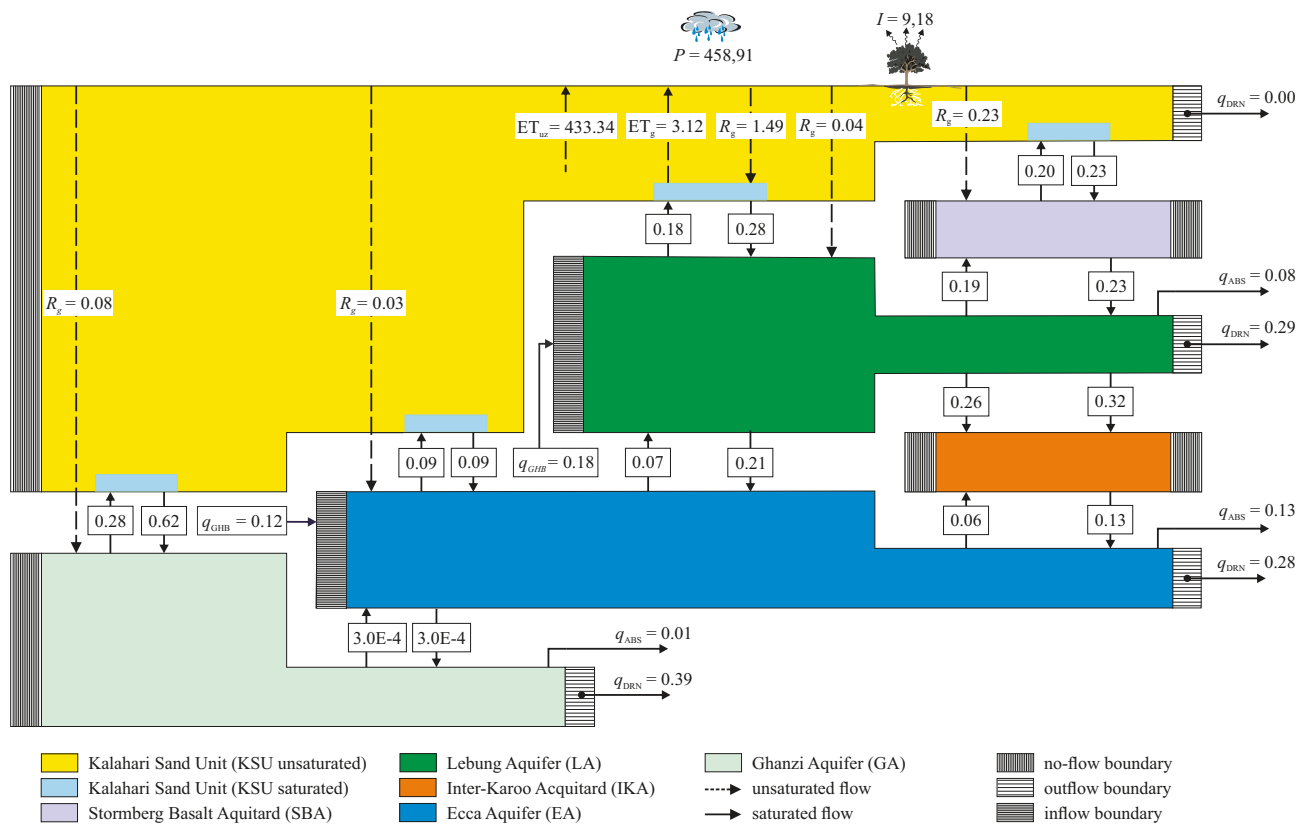 I = 9,18
P = 458,91
q_DRN = 0.00
ET_uz = 433.34
ET_g = 3.12
R_g = 1.49
R_g = 0.04
R_g = 0.23
0.20
0.23
0.18
0.28
0.19
0.23
q_ABS = 0.08
R_g = 0.08
R_g = 0.03
q_DRN = 0.29
0.26
0.32
0.09
0.09
q_GHB = 0.18
0.07
0.21
0.28
0.62
q_GHB = 0.12
0.06
0.13
q_ABS = 0.13
q_DRN = 0.28
3.0E-4
3.0E-4
q_ABS = 0.01
q_DRN = 0.39
Kalahari Sand Unit (KSU unsaturated)
Kalahari Sand Unit (KSU saturated)
Stormberg Basalt Aquitard (SBA)
Lebung Aquifer (LA)
Inter-Karoo Acquitard (IKA)
Ecca Aquifer (EA)
Ghanzi Aquifer (GA)
unsaturated flow
saturated flow
no-flow boundary
outflow boundary
inflow boundary